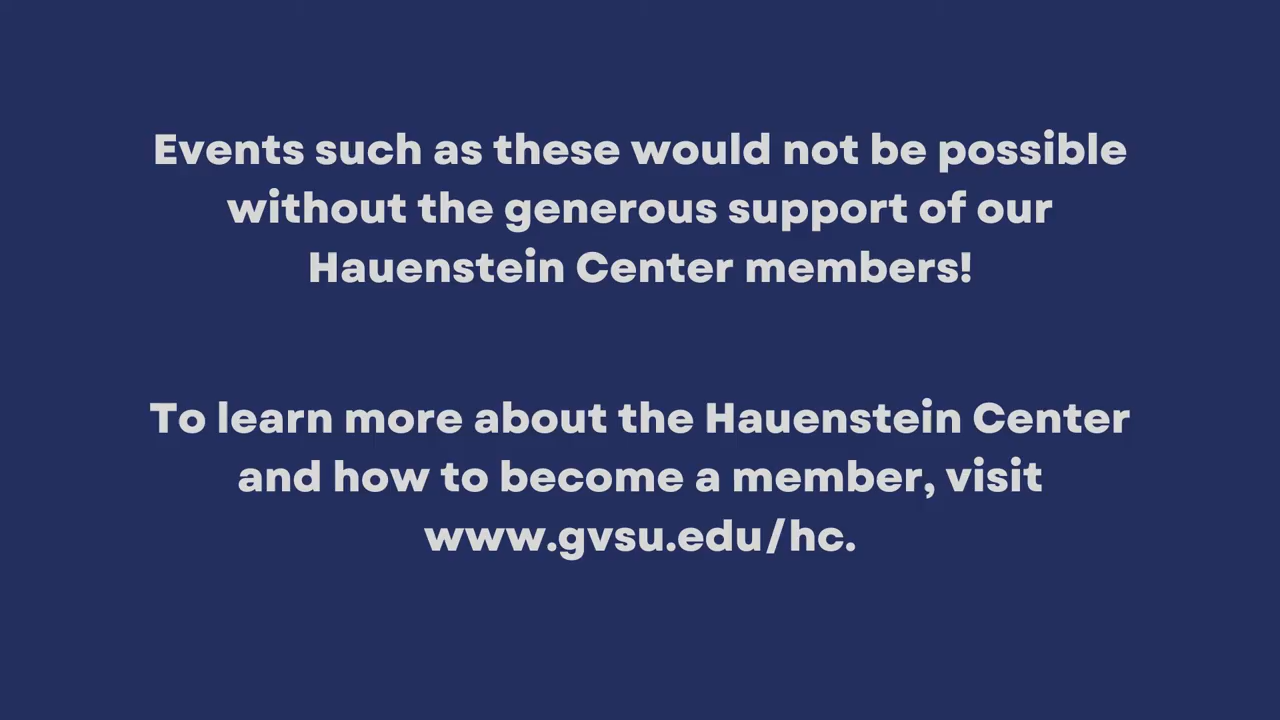 Events such as these would not be possible
without the generous support of our
Hauenstein Center members!
To learn more about the Hauenstein Center
and how to become a member, visit
www.gvsu.edu/hc.